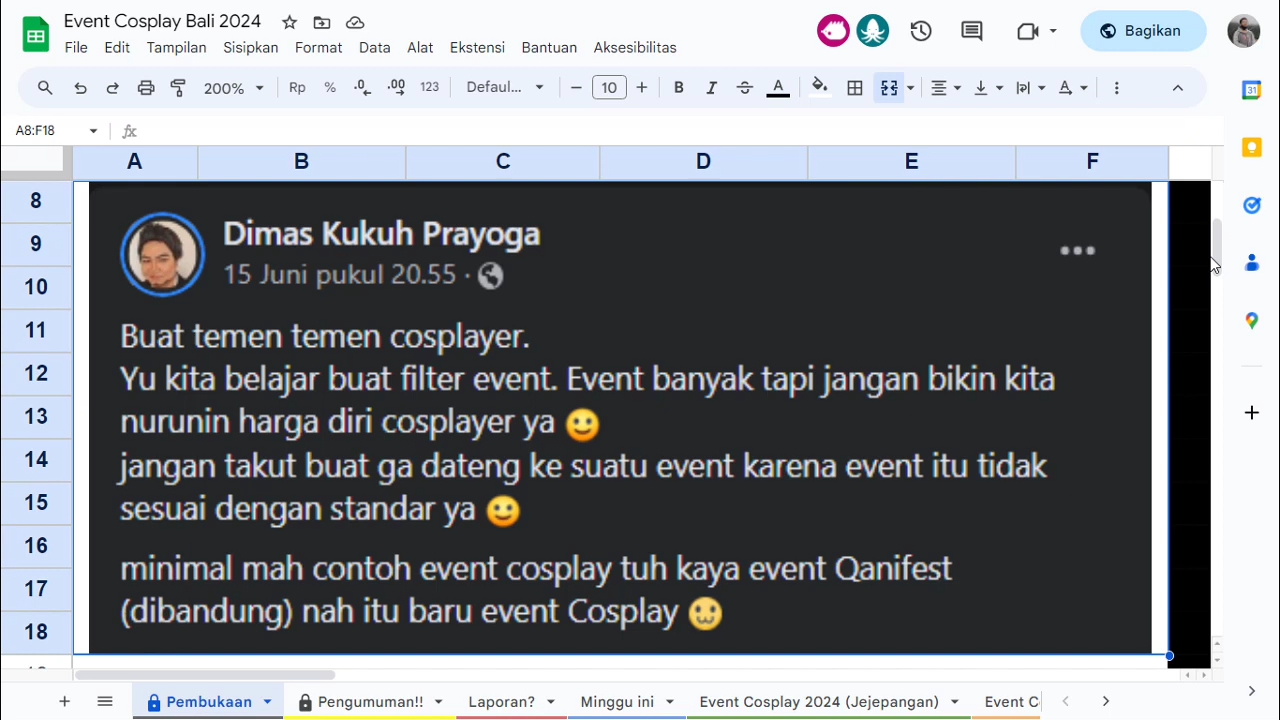 Event Cosplay Bali 2024
File Edit Tampilan Sisipkan Format Data Alat Ekstensi Bantuan Aksesibilitas
Bagikan
200% Rp % .0 .00 123 Defaul... 10 B I S A
A8:F18 fx
A B C D E F
8
9
10
11
12
13
14
15
16
17
18
Dimas Kukuh Prayoga
15 Juni pukul 20.55 ·
Buat temen temen cosplayer.
Yu kita belajar buat filter event. Event banyak tapi jangan bikin kita
nurunin harga diri cosplayer ya 🙂
jangan takut buat ga dateng ke suatu event karena event itu tidak
sesuai dengan standar ya 🙂
minimal mah contoh event cosplay tuh kaya event Qanifest
(dibandung) nah itu baru event Cosplay
31
Pembukaan Pengumuman!! Laporan? Minggu ini Event Cosplay 2024 (Jejepangan) Event C